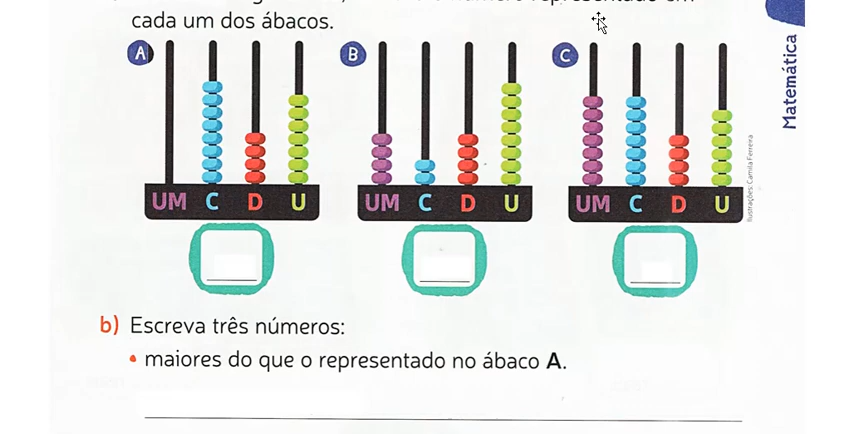 cada um dos ábacos.
A
B
C
UM C D U
UM C D U
UM C D U
Ilustrações: Camila Ferreira
Matemática
b) Escreva três números:
• maiores do que o representado no ábaco A.